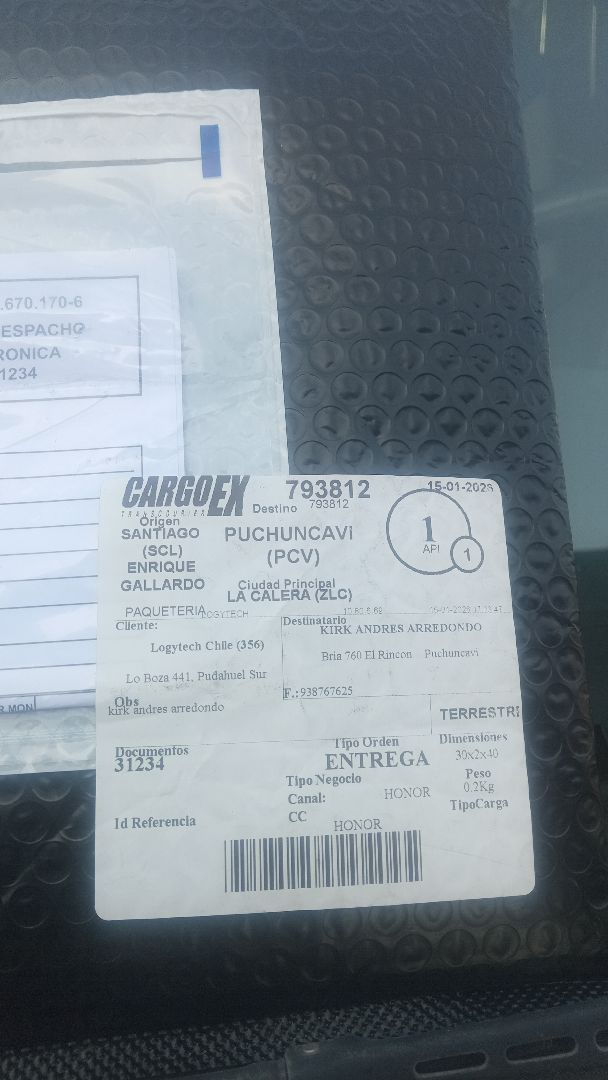 .670.170-6
ESPACHO
RONICA
1234
R MON
CARGOEX
TRANSCOURIER
793812
15-01-2026
Destino 793812
Origen
SANTIAGO
(SCL)
ENRIQUE
GALLARDO
PUCHUNCAVi
(PCV)
Ciudad Principal
LA CALERA (ZLC)
1
API
1
PAQUETERIA LOGYTECH
Cliente:
Logytech Chile (356)
Lo Boza 441, Pudahuel Sur
Destinatario
KIRK ANDRES ARREDONDO
Bria 760 El Rincon Puchuncavi
F.:938767625
Obs
kirk andres arredondo
TERRESTRE
Documentos
31234
Tipo Orden
ENTREGA
Dimensiones
30x2x40
Tipo Negocio
Peso
0.2Kg
Canal: HONOR
TipoCarga
CC
Id Referencia
HONOR